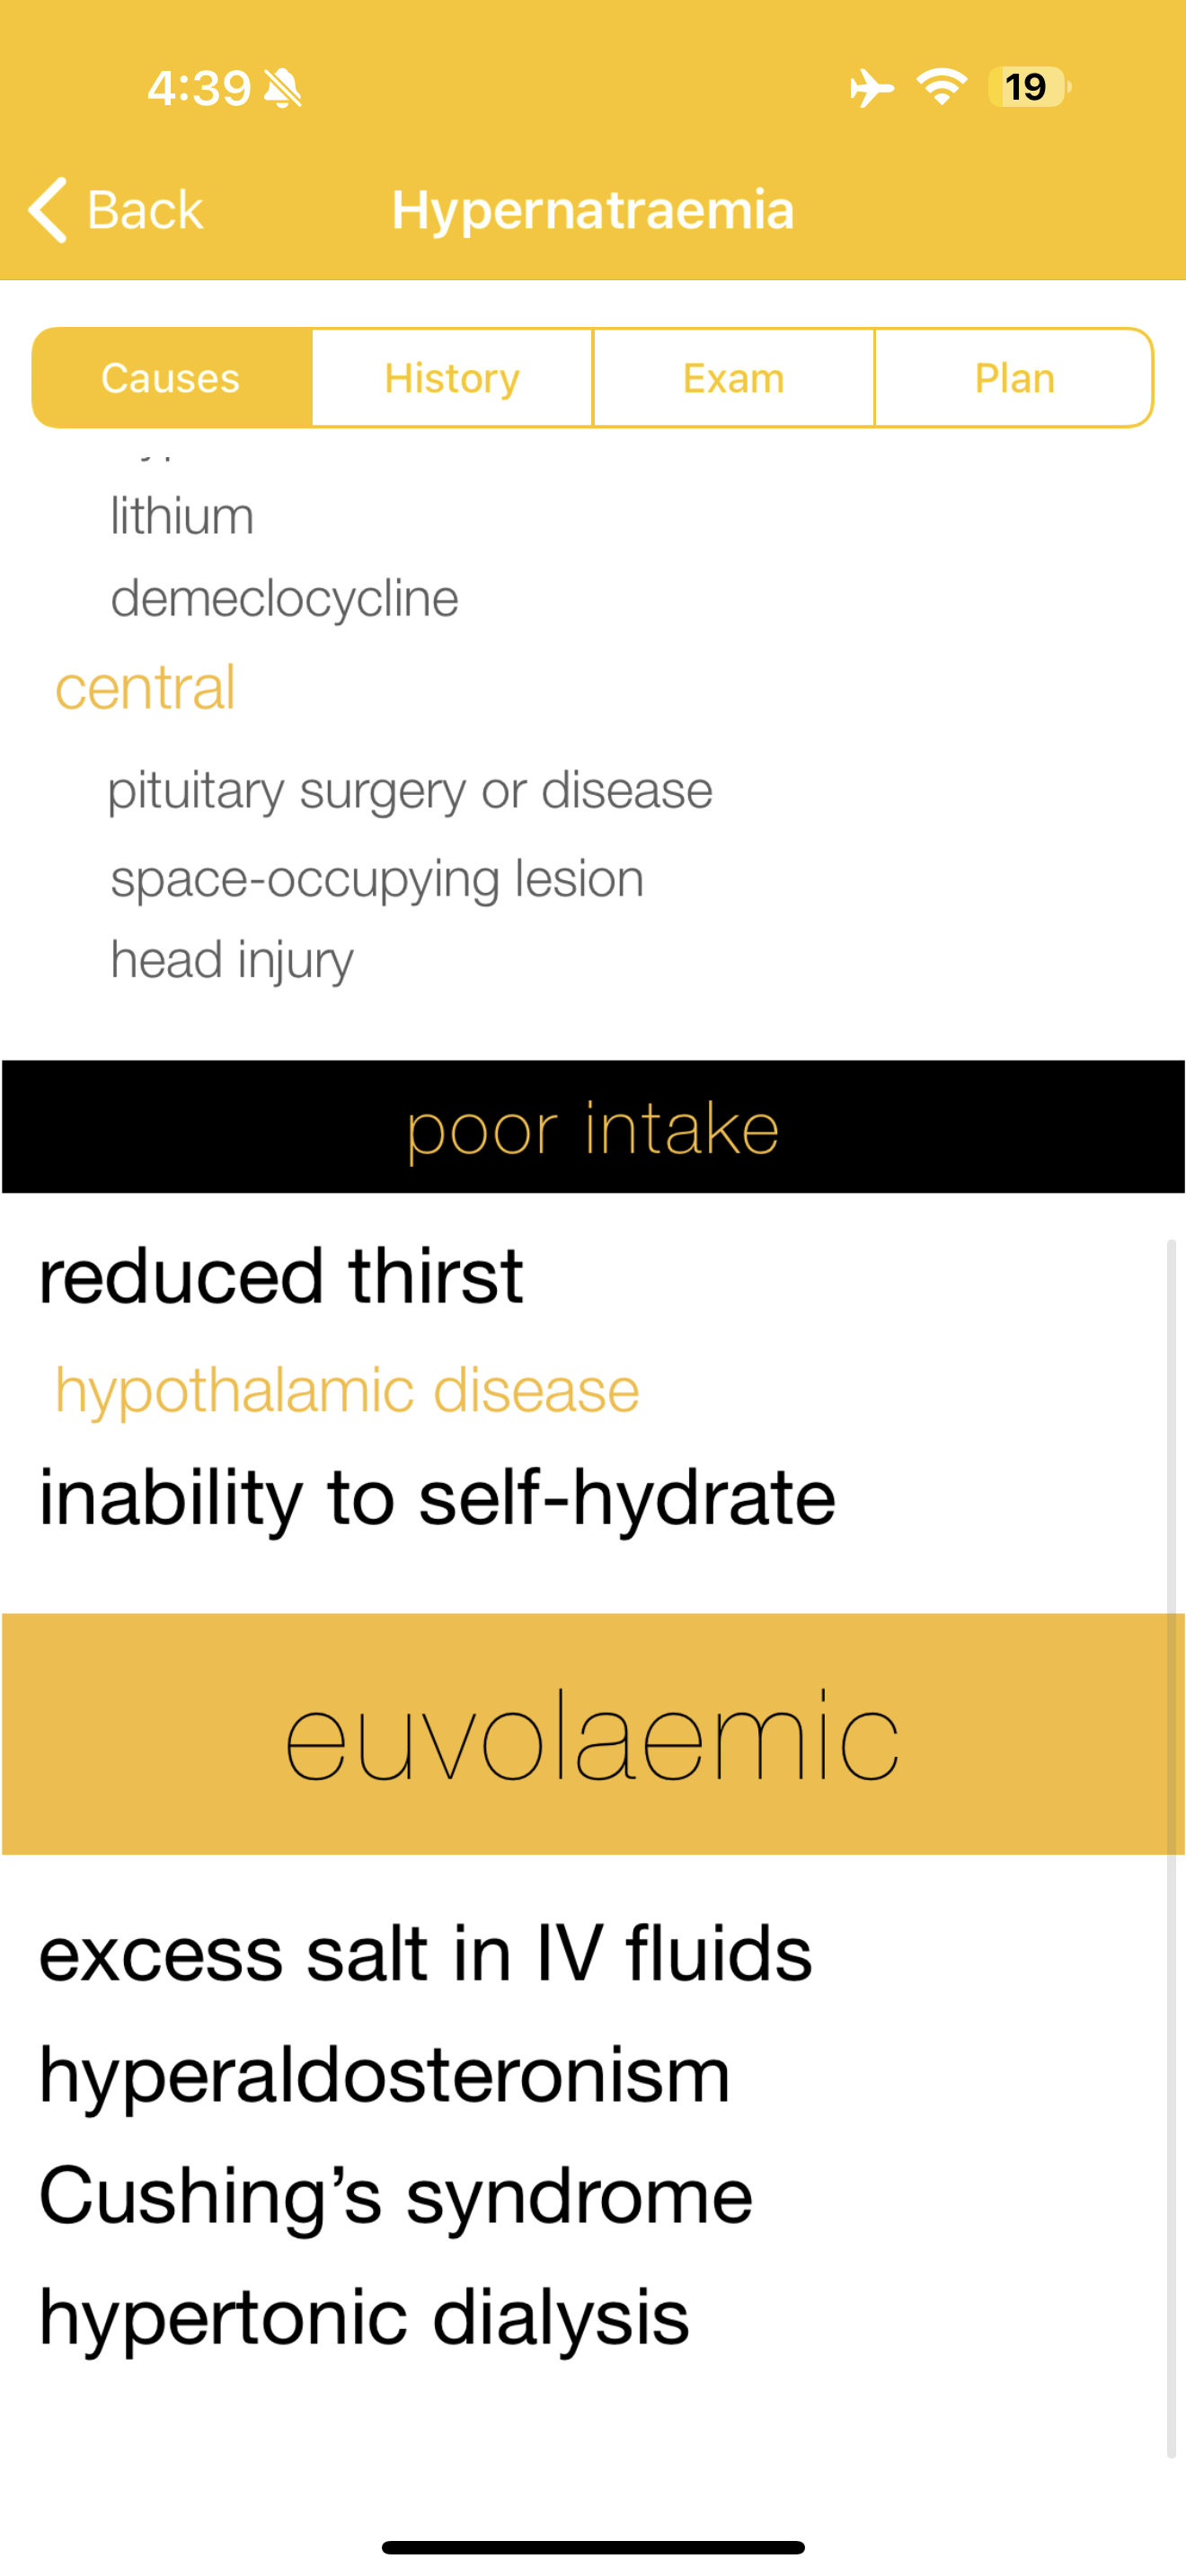 4:39
19
Back
Hypernatraemia
Causes
History
Exam
Plan
lithium
demeclocycline
central
pituitary surgery or disease
space-occupying lesion
head injury
poor intake
reduced thirst
hypothalamic disease
inability to self-hydrate
euvolaemic
excess salt in IV fluids
hyperaldosteronism
Cushing’s syndrome
hypertonic dialysis